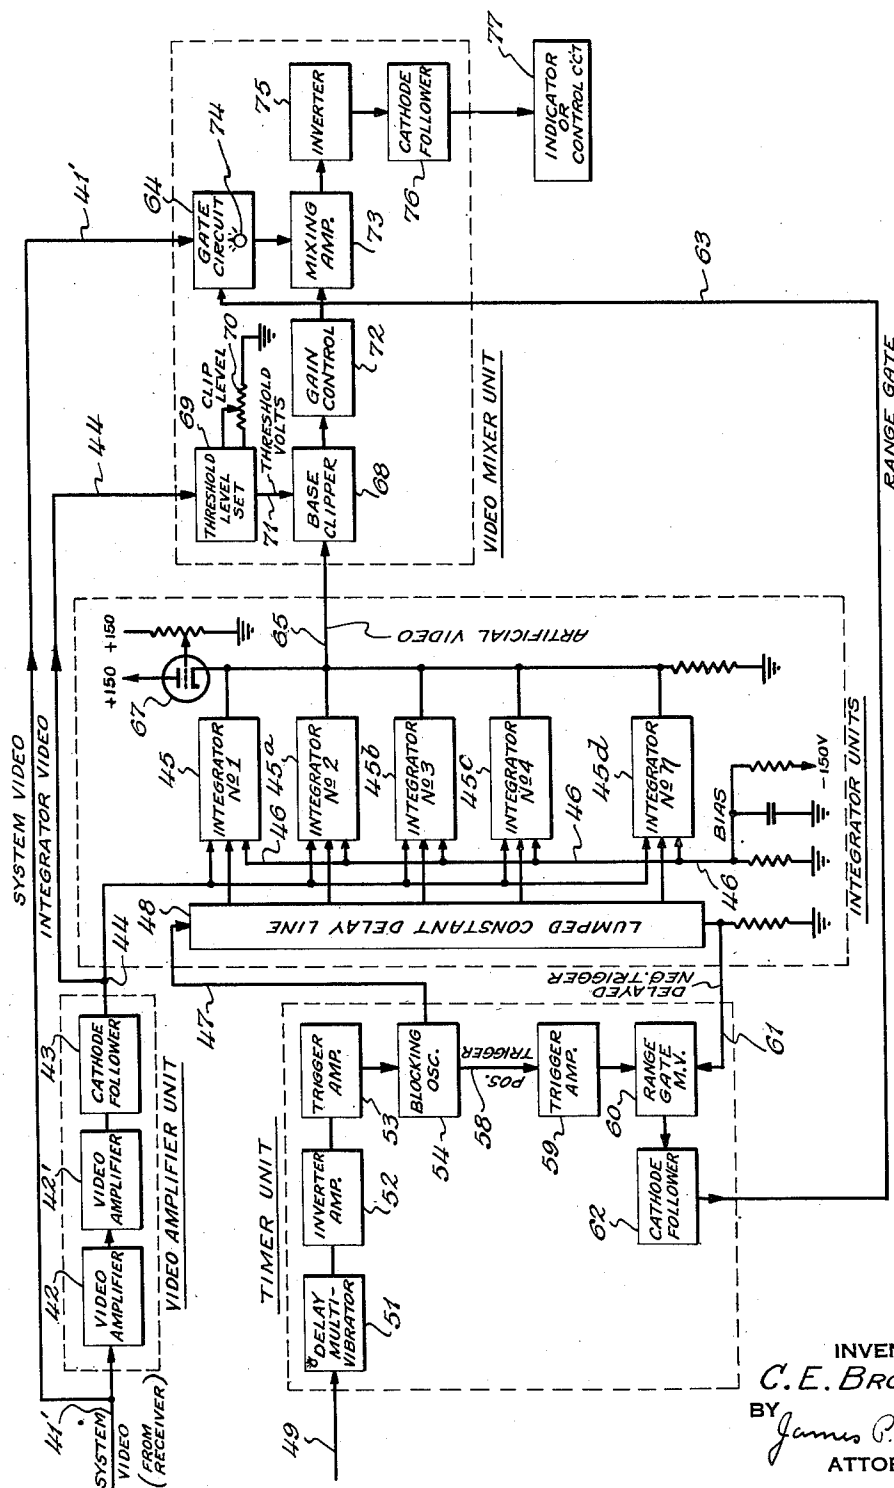 SYSTEM VIDEO
INTEGRATOR VIDEO
41'
SYSTEM
VIDEO
(FROM
RECEIVER)
42
VIDEO
AMPLIFIER
42'
VIDEO
AMPLIFIER
43
CATHODE
FOLLOWER
44
VIDEO AMPLIFIER UNIT
TIMER UNIT
49
DELAY
MULTI-
VIBRATOR
51
INVERTER
AMP.
52
TRIGGER
AMP.
53
47
BLOCKING
OSC.
54
POS.
TRIGGER
58
TRIGGER
AMP.
59
RANGE
GATE
M.V.
60
CATHODE
FOLLOWER
62
61
DELAYED
NEG. TRIGGER
48
LUMPED CONSTANT DELAY LINE
45
INTEGRATOR
No 1
46
45a
INTEGRATOR
No 2
45b
INTEGRATOR
No 3
45c
INTEGRATOR
No 4
46
45d
INTEGRATOR
No η
46
BIAS
-150V
INTEGRATOR UNITS
+150
+150
67
65
ARTIFICIAL VIDEO
44
41'
69
THRESHOLD
LEVEL
SET
CLIP
LEVEL
70
71
THRESHOLD
VOLTS
BASE
CLIPPER
68
GAIN
CONTROL
72
64
GATE
CIRCUIT
74
MIXING
AMP.
73
75
INVERTER
CATHODE
FOLLOWER
76
VIDEO MIXER UNIT
77
INDICATOR
OR
CONTROL CCT
63
RANGE GATE
C.E. BRO
BY
James P.